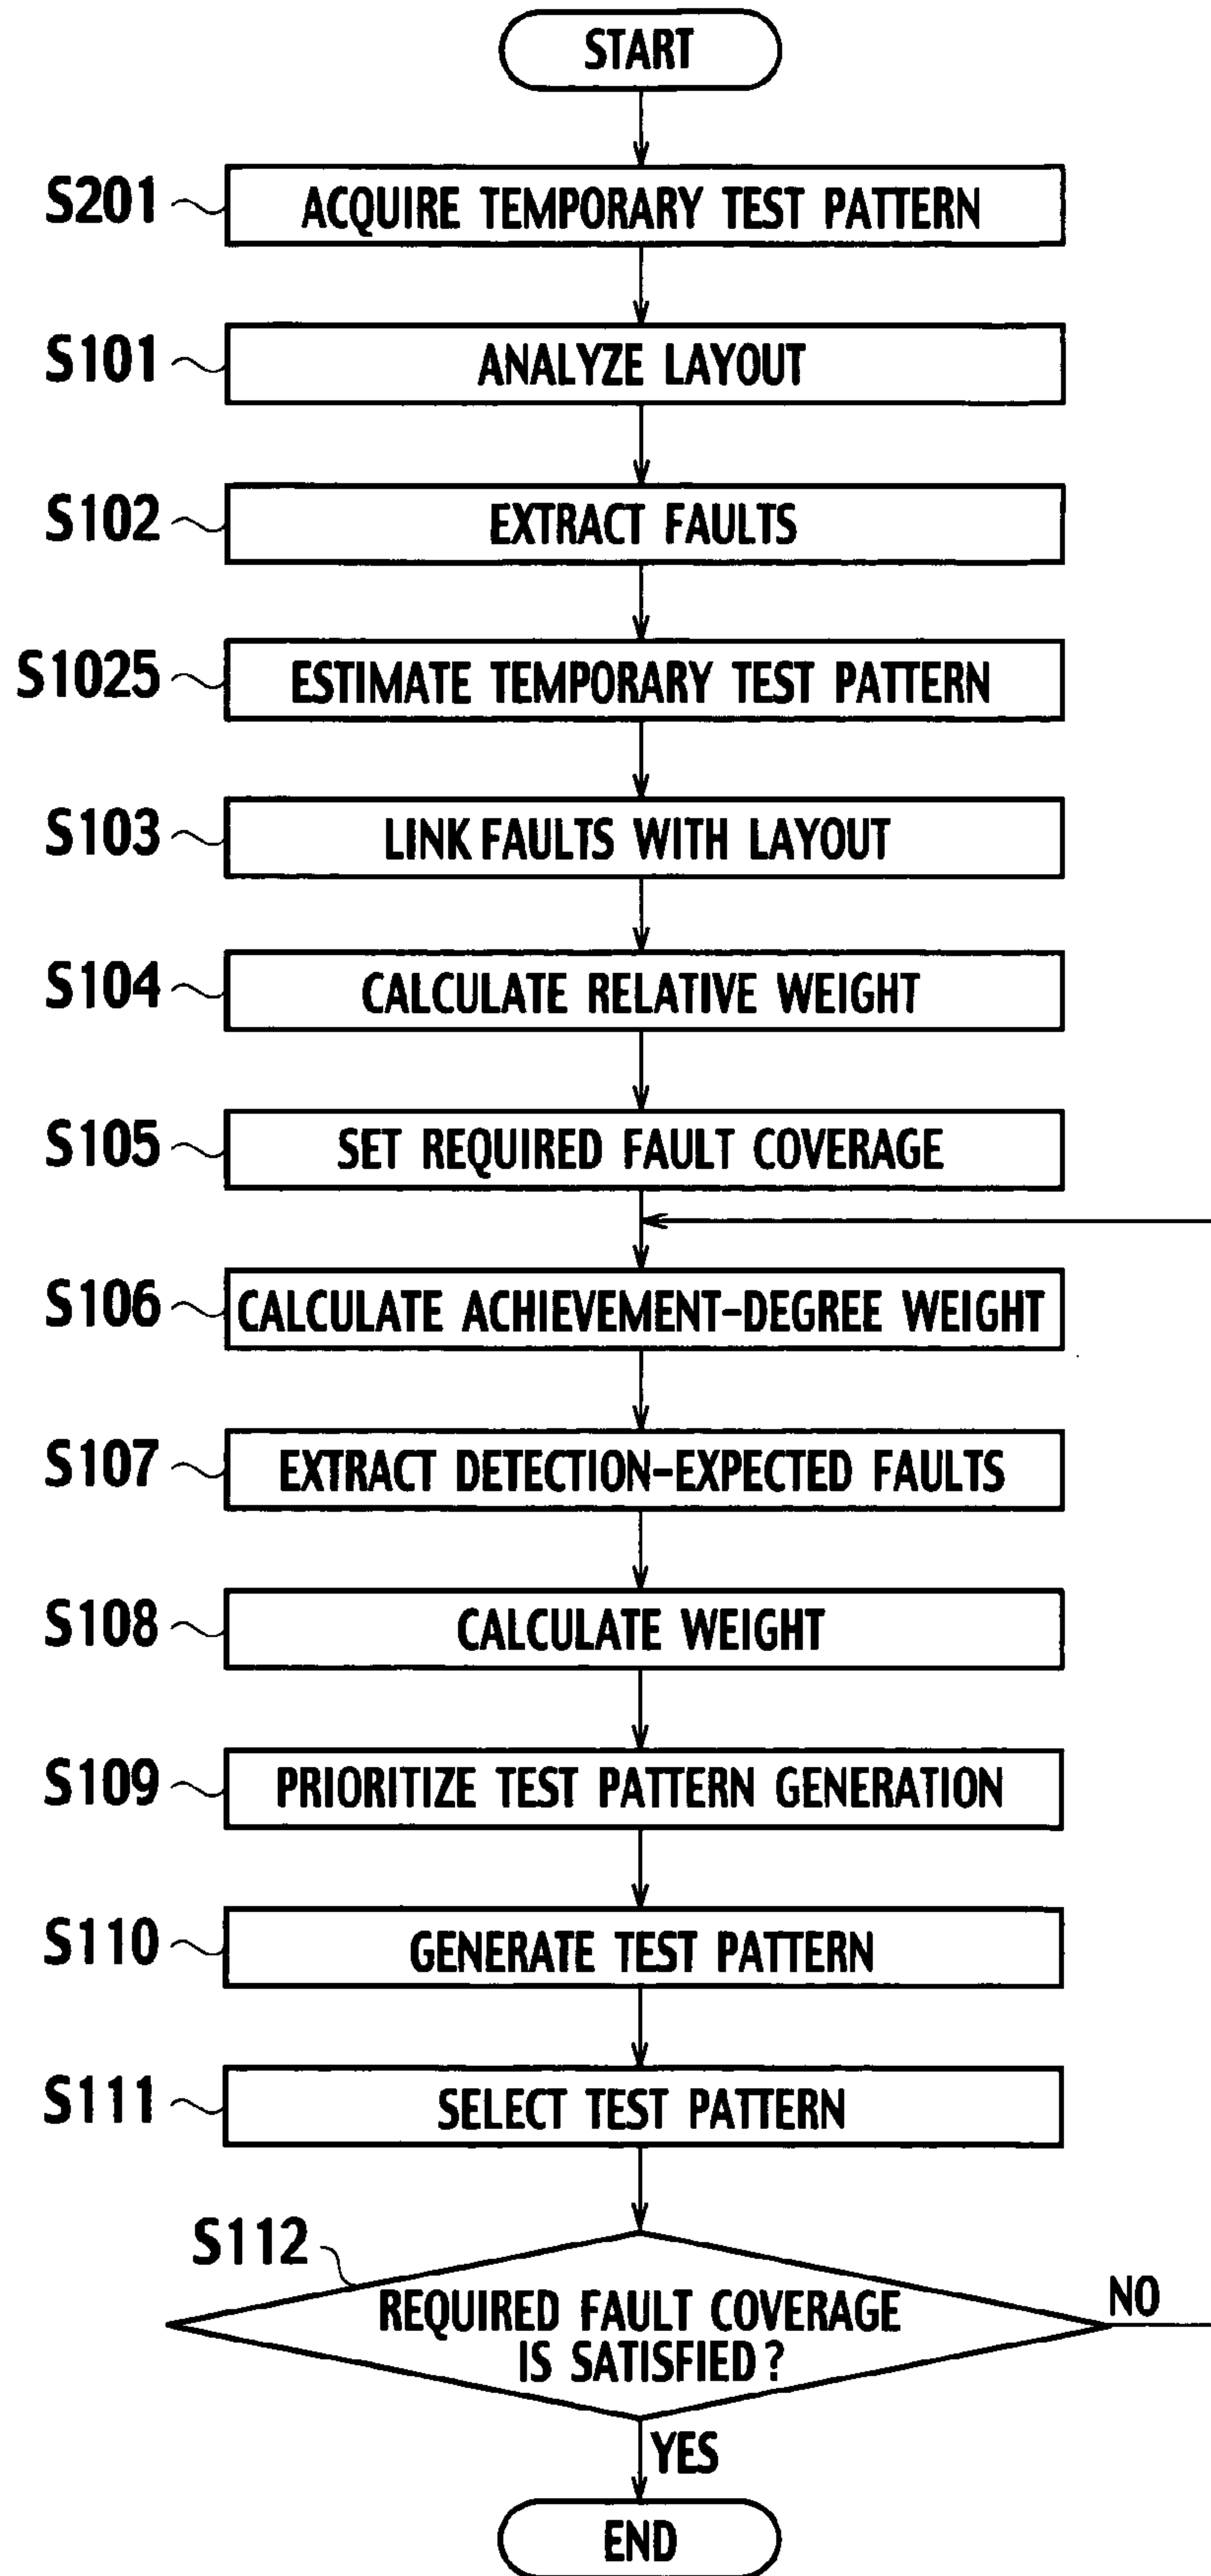 START
S201 ACQUIRE TEMPORARY TEST PATTERN
S101 ANALYZE LAYOUT
S102 EXTRACT FAULTS
S1025 ESTIMATE TEMPORARY TEST PATTERN
S103 LINK FAULTS WITH LAYOUT
S104 CALCULATE RELATIVE WEIGHT
S105 SET REQUIRED FAULT COVERAGE
S106 CALCULATE ACHIEVEMENT-DEGREE WEIGHT
S107 EXTRACT DETECTION-EXPECTED FAULTS
S108 CALCULATE WEIGHT
S109 PRIORITIZE TEST PATTERN GENERATION
S110 GENERATE TEST PATTERN
S111 SELECT TEST PATTERN
S112
REQUIRED FAULT COVERAGE
IS SATISFIED?
NO
YES
END